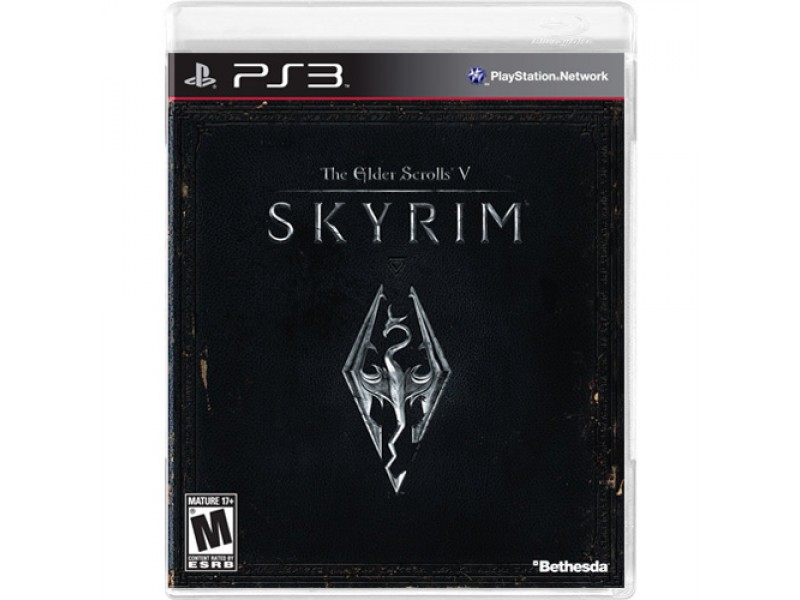 PS3
PlayStation®Network
The Elder Scrolls® V
SKYRIM
MATURE 17+
M
CONTENT RATED BY
ESRB
Bethesda